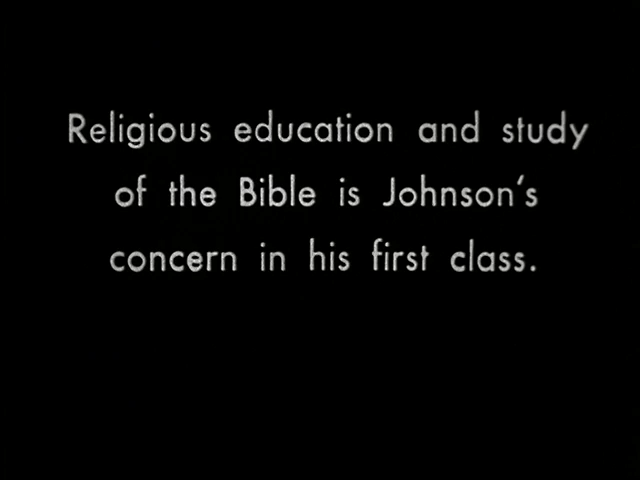 Religious education and study
of the Bible is Johnson's
concern in his first class.